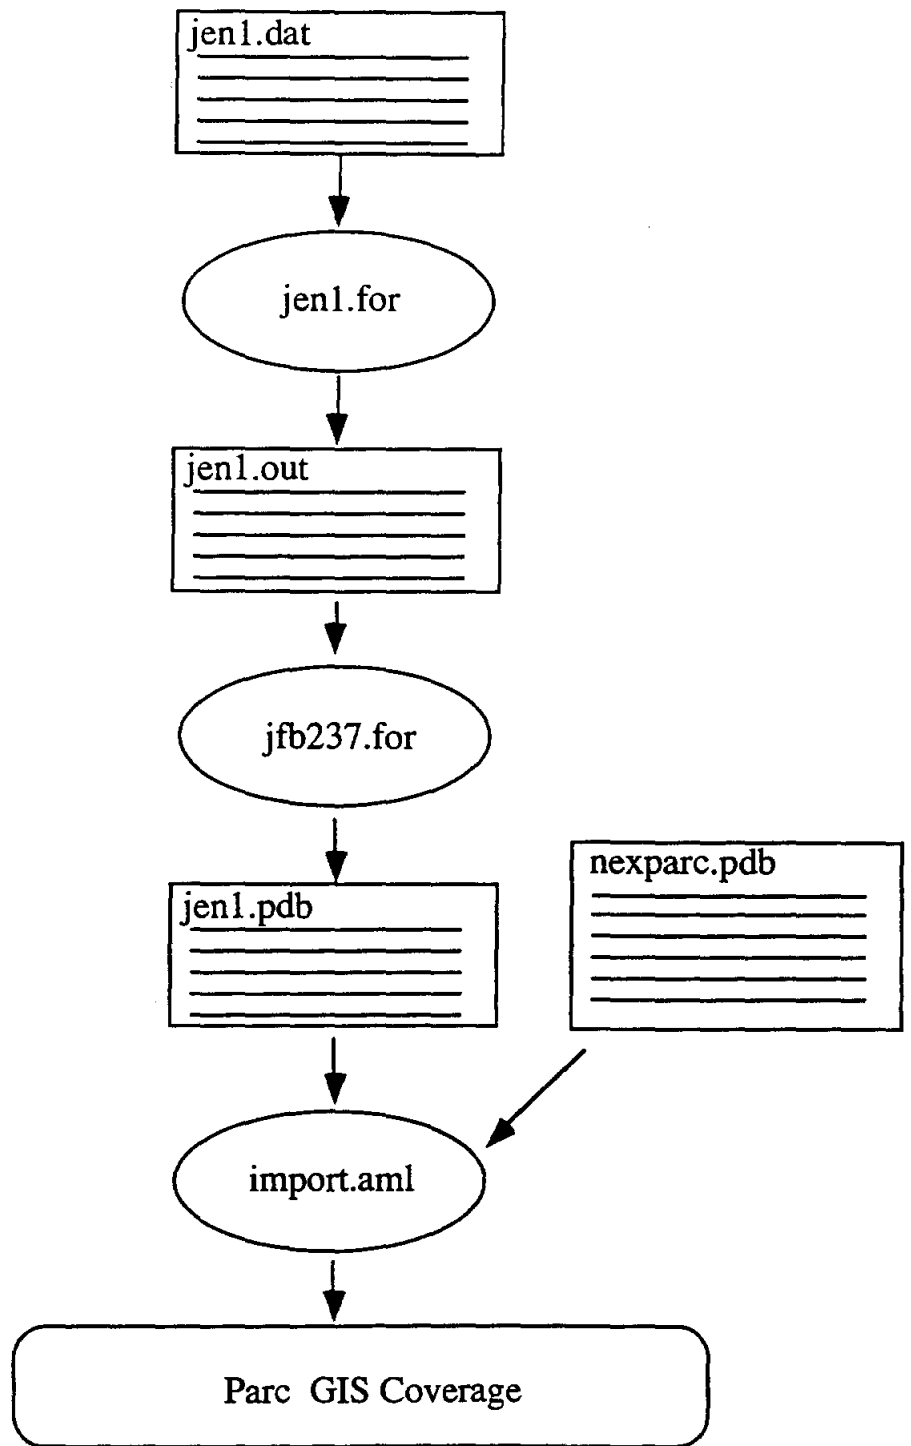 jen1.dat
jen1.for
jen1.out
jfb237.for
jen1.pdb
nexparc.pdb
import.aml
Parc GIS Coverage